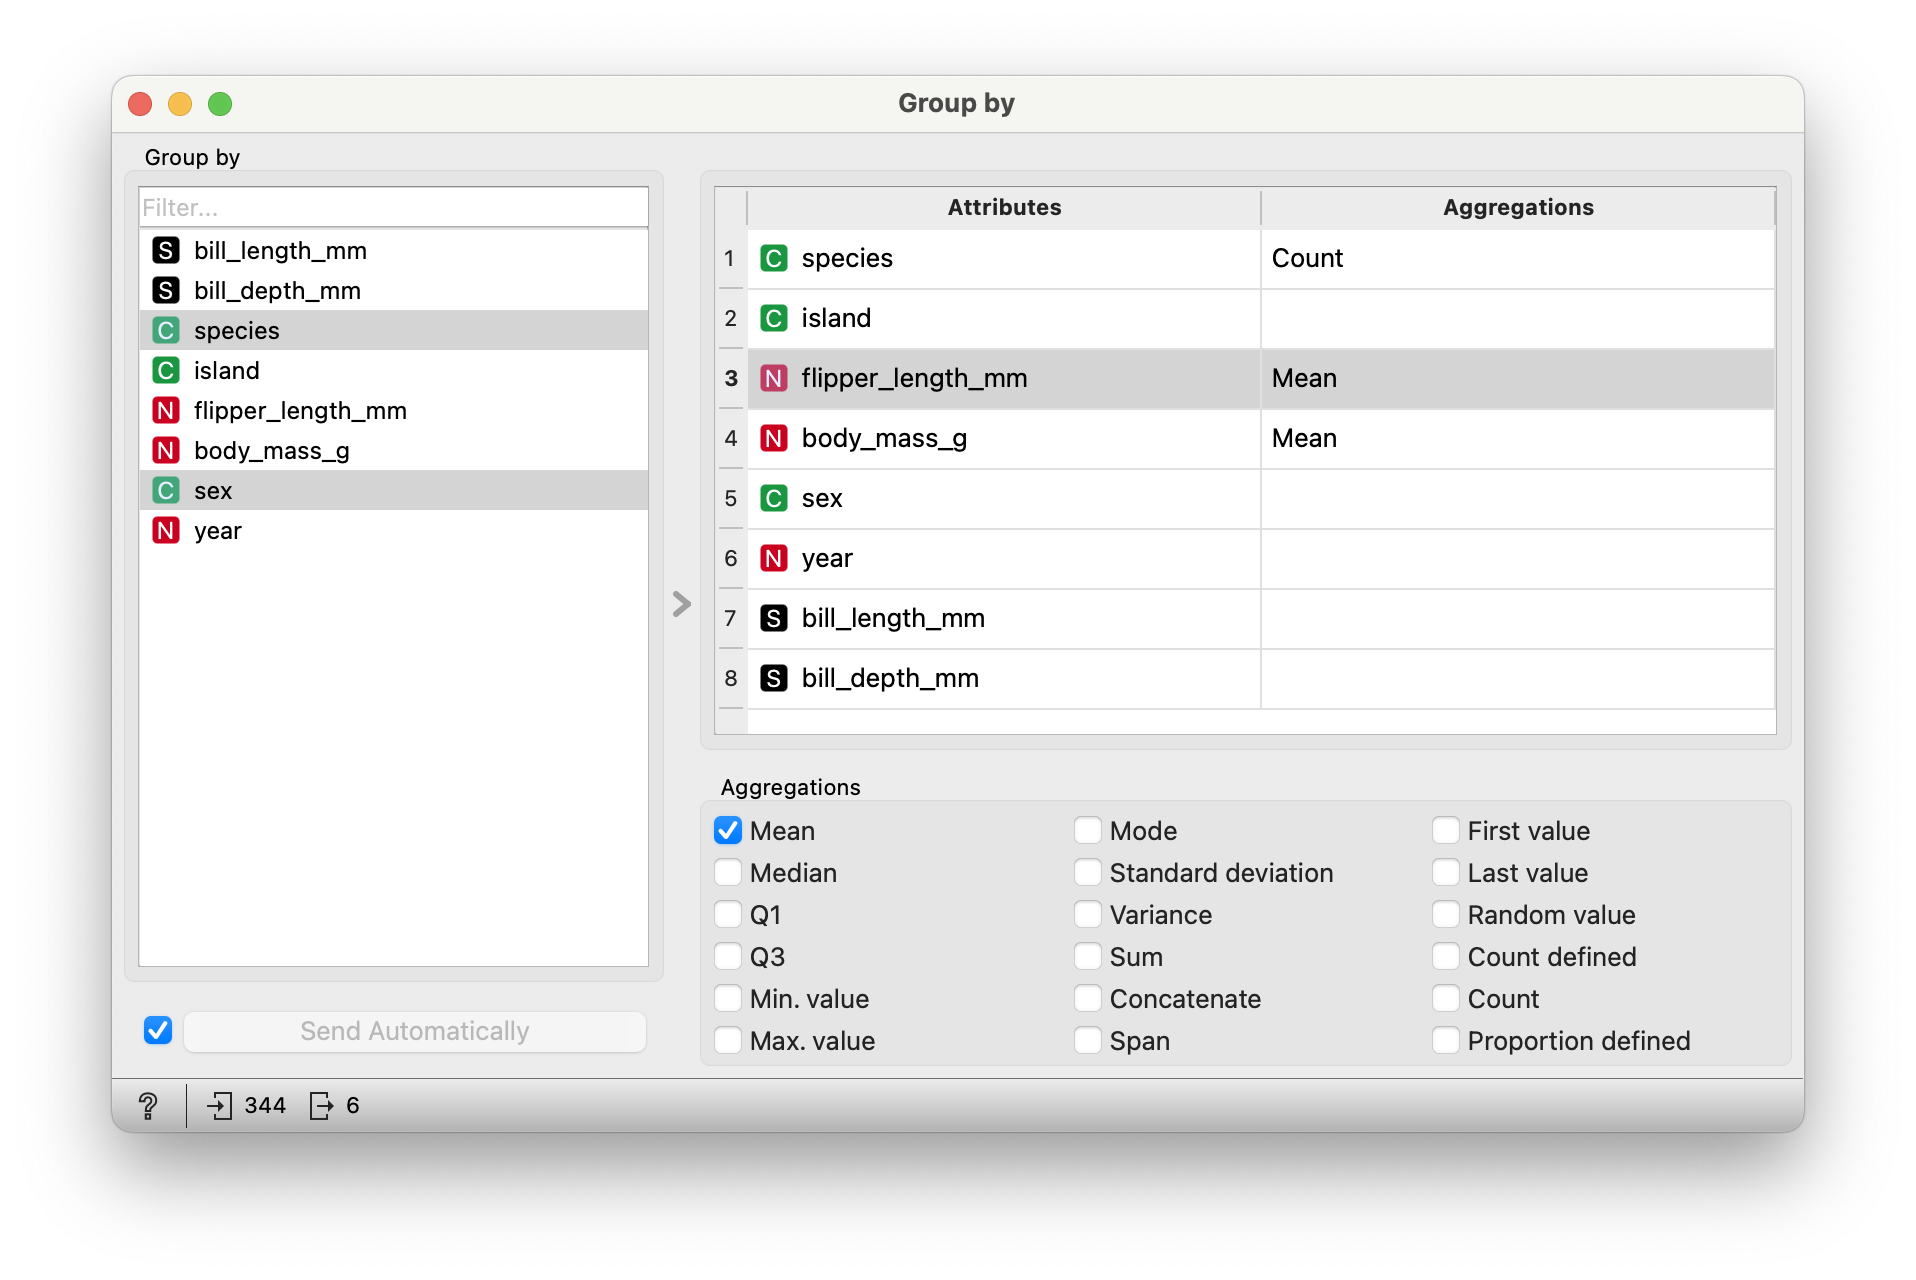 Group by
Group by
Filter...
S bill_length_mm
S bill_depth_mm
C species
C island
N flipper_length_mm
N body_mass_g
C sex
N year
Send Automatically
Attributes Aggregations
1 C species Count
2 C island
3 N flipper_length_mm Mean
4 N body_mass_g Mean
5 C sex
6 N year
7 S bill_length_mm
8 S bill_depth_mm
Aggregations
Mean Mode First value
Median Standard deviation Last value
Q1 Variance Random value
Q3 Sum Count defined
Min. value Concatenate Count
Max. value Span Proportion defined
? 344 6